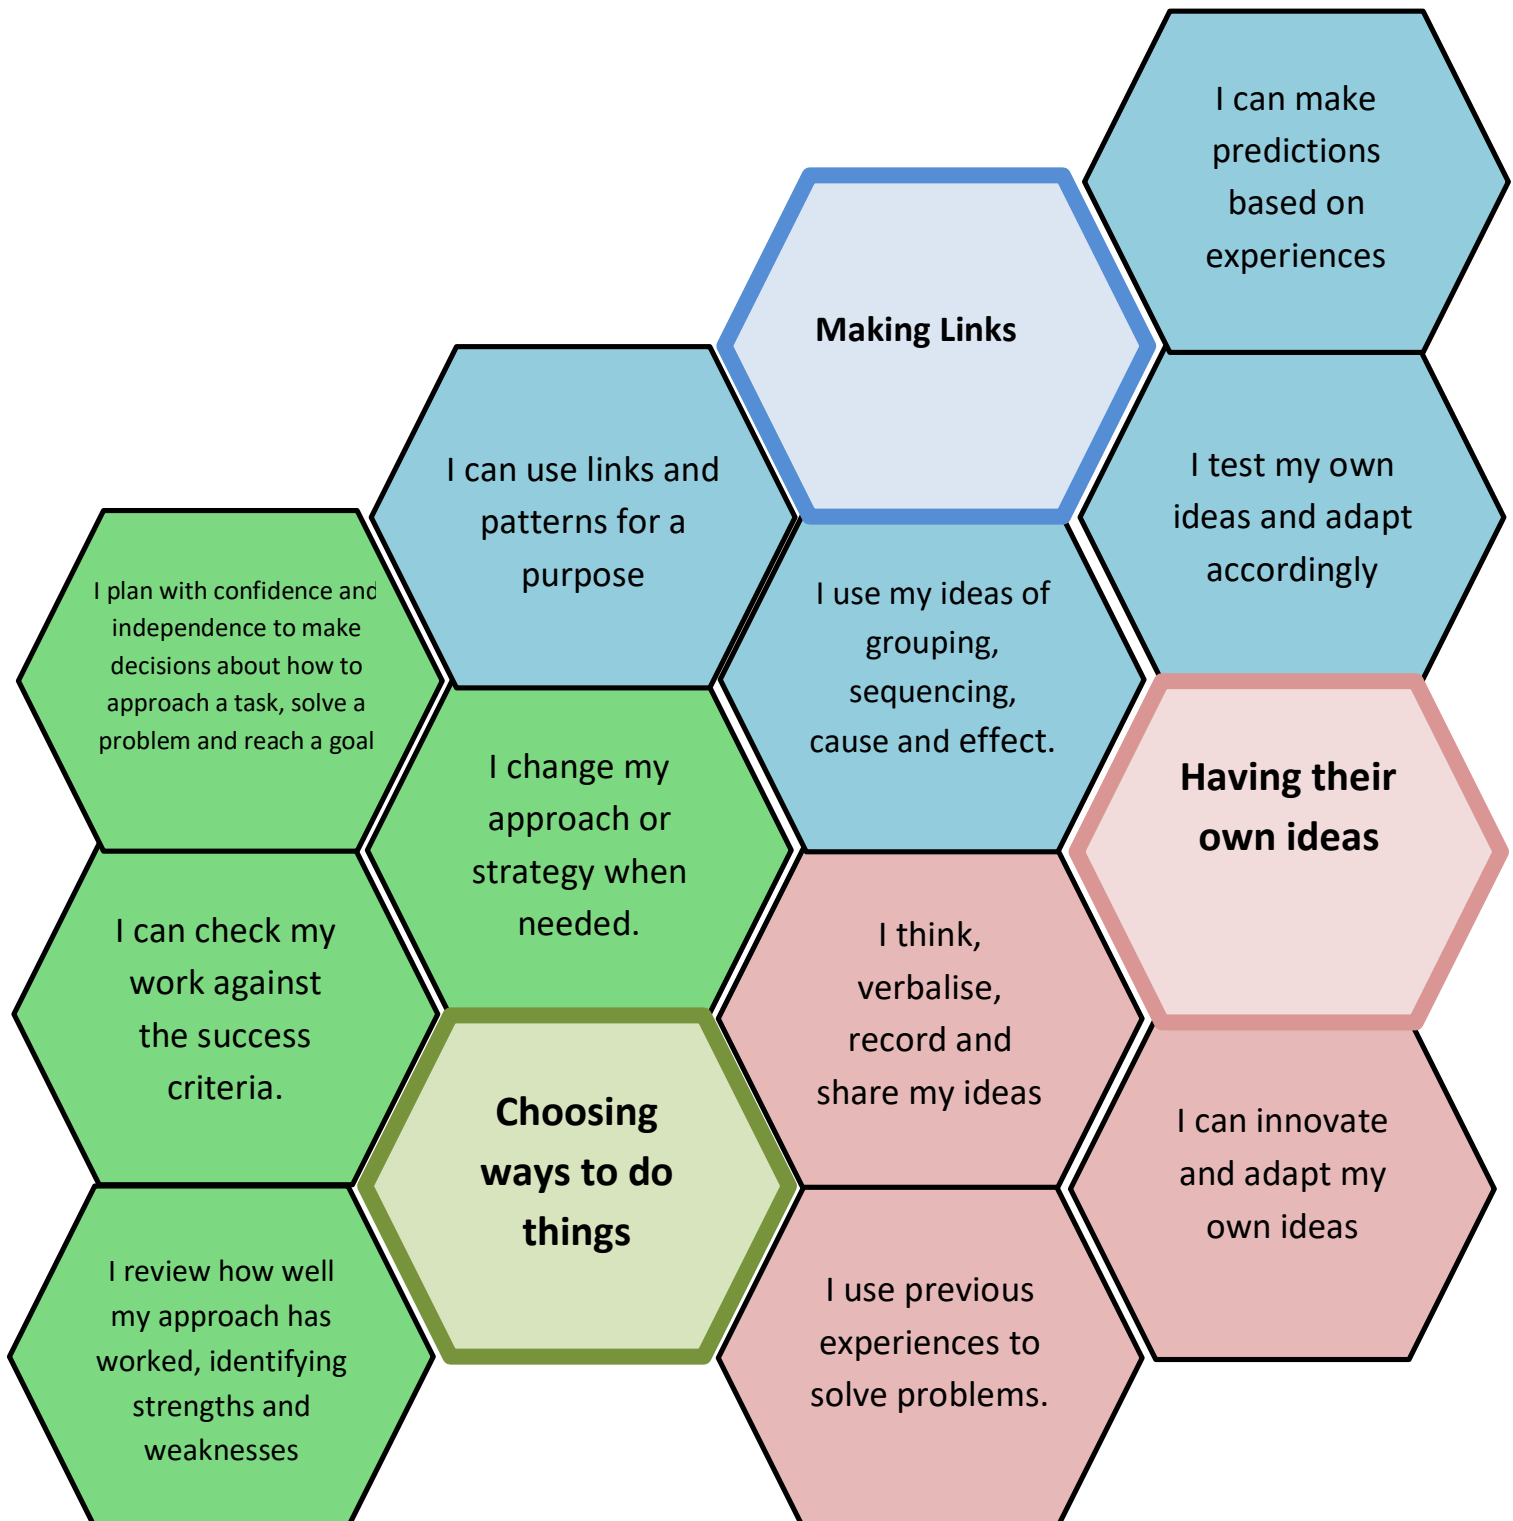 I can make
predictions
based on
experiences
Making Links
I can use links and
patterns for a
purpose
I test my own
ideas and adapt
accordingly
I plan with confidence and
independence to make
decisions about how to
approach a task, solve a
problem and reach a goal
I use my ideas of
grouping,
sequencing,
cause and effect.
I change my
approach or
strategy when
needed.
Having their
own ideas
I can check my
work against
the success
criteria.
I think,
verbalise,
record and
share my ideas
Choosing
ways to do
things
I can innovate
and adapt my
own ideas
I review how well
my approach has
worked, identifying
strengths and
weaknesses
I use previous
experiences to
solve problems.